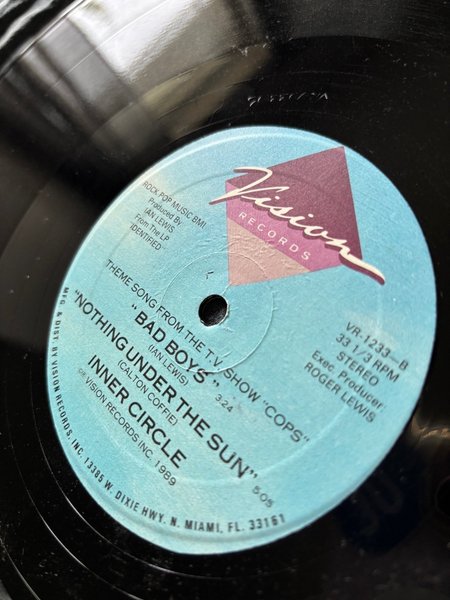 Vision
RECORDS
ROCK POP MUSIC BMI
Produced By
IAN LEWIS
From The LP
IDENTIFIED
VR-1233-B
33 1/3 RPM
STEREO
Exec. Producer:
ROGER LEWIS
THEME SONG FROM THE T.V. SHOW "COPS"
"BAD BOYS"
(IAN LEWIS) 3:24
"NOTHING UNDER THE SUN"
(CALTON COFFIE) 5:05
INNER CIRCLE
© VISION RECORDS INC. 1989
MFG & DIST. BY VISION RECORDS, INC. 13385 W. DIXIE HWY. N. MIAMI, FL. 33161